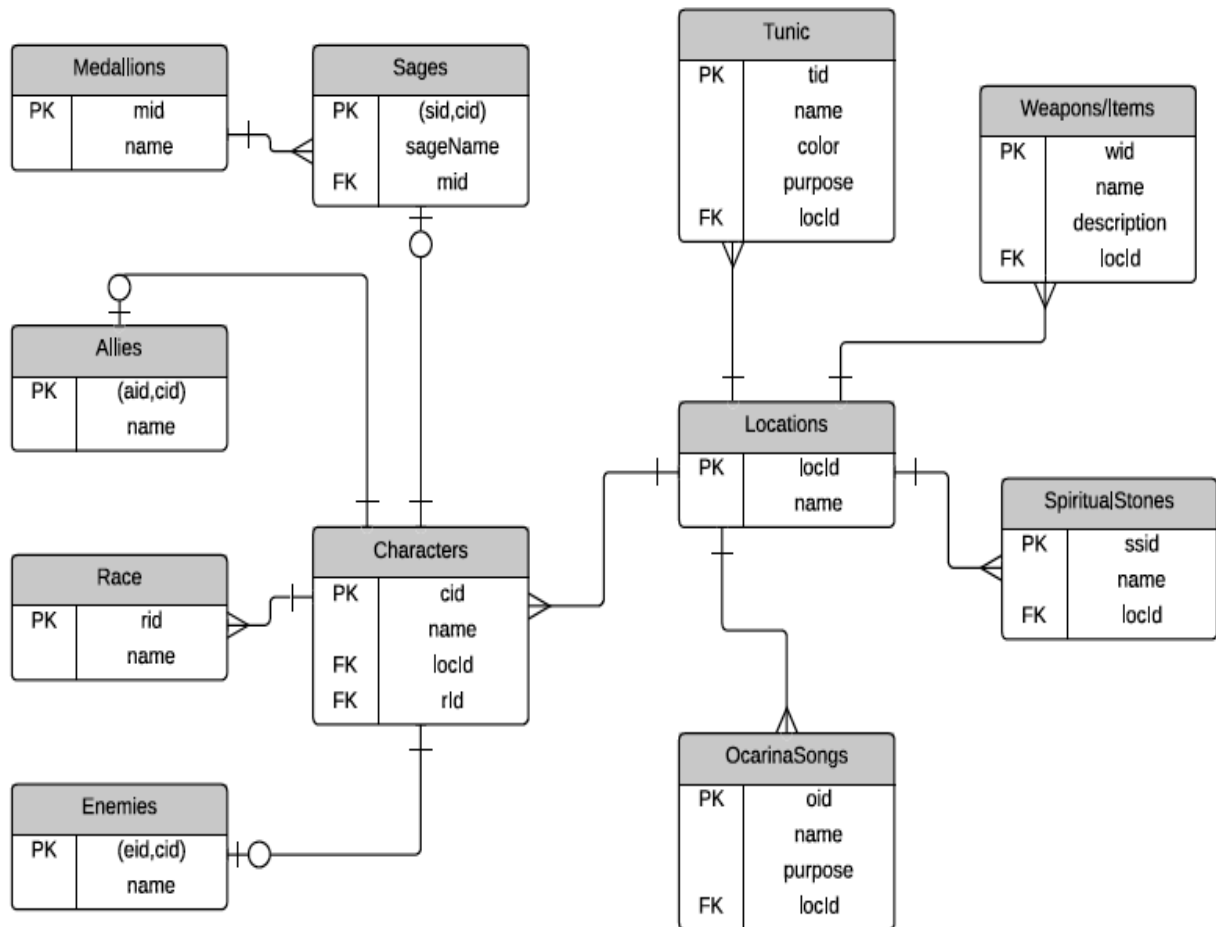 Medallions
PK mid
name
Sages
PK (sid,cid)
sageName
FK mid
Tunic
PK tid
name
color
purpose
FK locId
Weapons/Items
PK wid
name
description
FK locId
Allies
PK (aid,cid)
name
Locations
PK locId
name
SpiritualStones
PK ssid
name
FK locId
Characters
PK cid
name
FK locId
FK rId
Race
PK rid
name
Enemies
PK (eid,cid)
name
OcarinaSongs
PK oid
name
purpose
FK locId